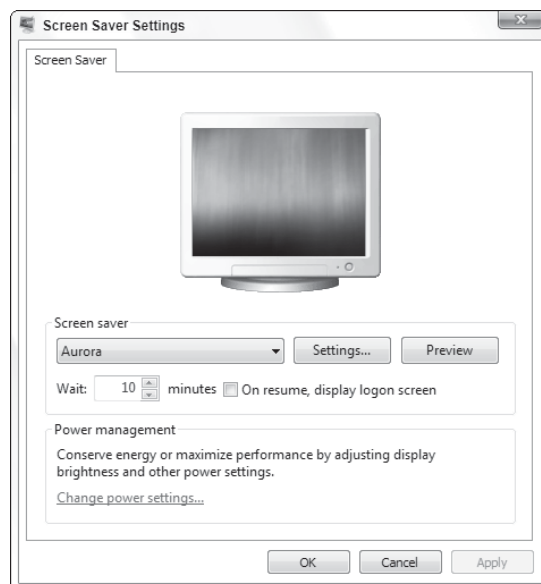 Screen Saver Settings
Screen Saver
Screen saver
Aurora
Settings...
Preview
Wait: 10 minutes On resume, display logon screen
Power management
Conserve energy or maximize performance by adjusting display
brightness and other power settings.
Change power settings...
OK Cancel Apply